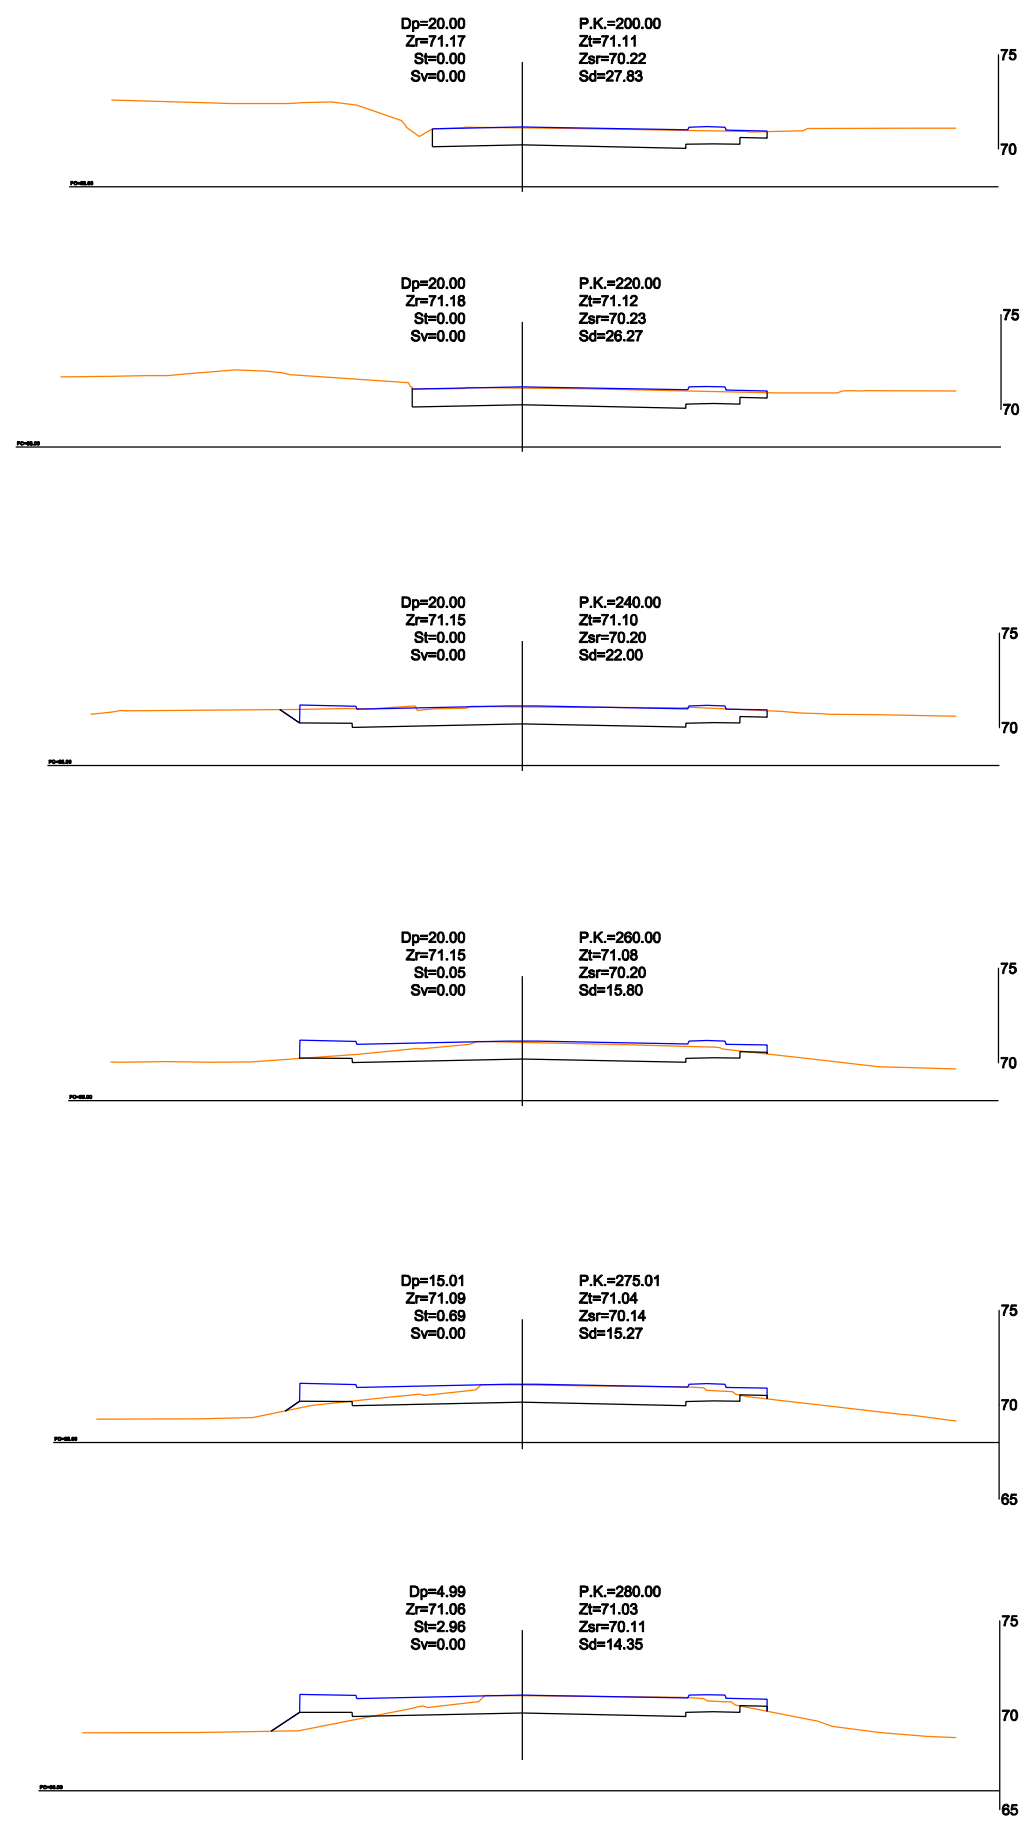 Dp=20.00 P.K.=200.00
Zr=71.17 Zt=71.11
St=0.00 Zsr=70.22
Sv=0.00 Sd=27.83
75
70
Dp=20.00 P.K.=220.00
Zr=71.18 Zt=71.12
St=0.00 Zsr=70.23
Sv=0.00 Sd=26.27
75
70
Dp=20.00 P.K.=240.00
Zr=71.15 Zt=71.10
St=0.00 Zsr=70.20
Sv=0.00 Sd=22.00
75
70
Dp=20.00 P.K.=260.00
Zr=71.15 Zt=71.08
St=0.05 Zsr=70.20
Sv=0.00 Sd=15.80
75
70
Dp=15.01 P.K.=275.01
Zr=71.09 Zt=71.04
St=0.69 Zsr=70.14
Sv=0.00 Sd=15.27
75
70
65
Dp=4.99 P.K.=280.00
Zr=71.06 Zt=71.03
St=2.96 Zsr=70.11
Sv=0.00 Sd=14.35
75
70
65